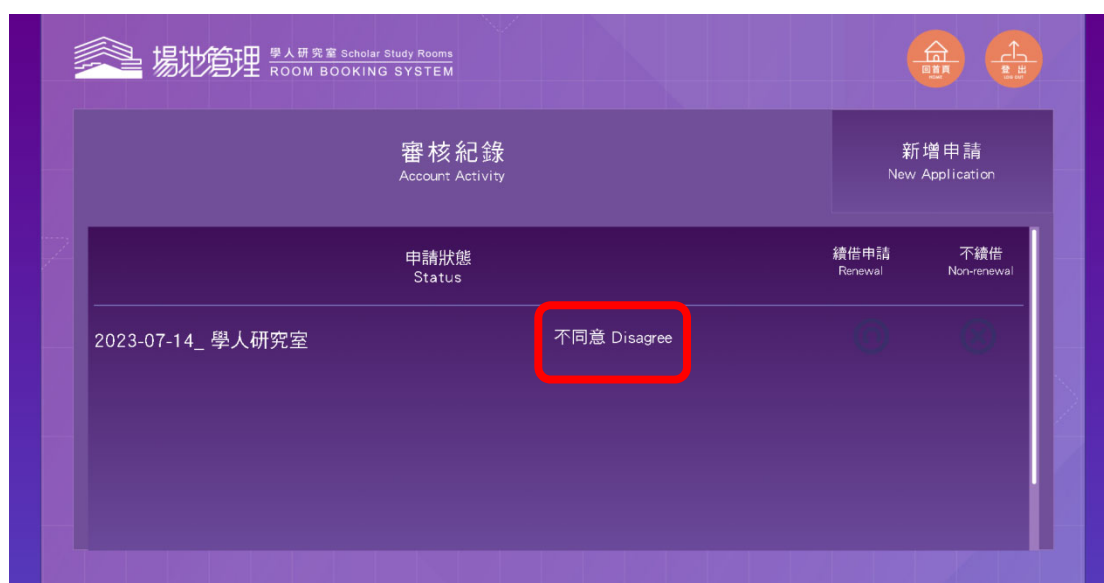 場地管理 學人研究室 Scholar Study Rooms
ROOM BOOKING SYSTEM
回首頁
HOME
登出
LOG OUT
審核紀錄
Account Activity
新增申請
New Application
申請狀態
Status
續借申請
Renewal
不續借
Non-renewal
2023-07-14_ 學人研究室
不同意 Disagree